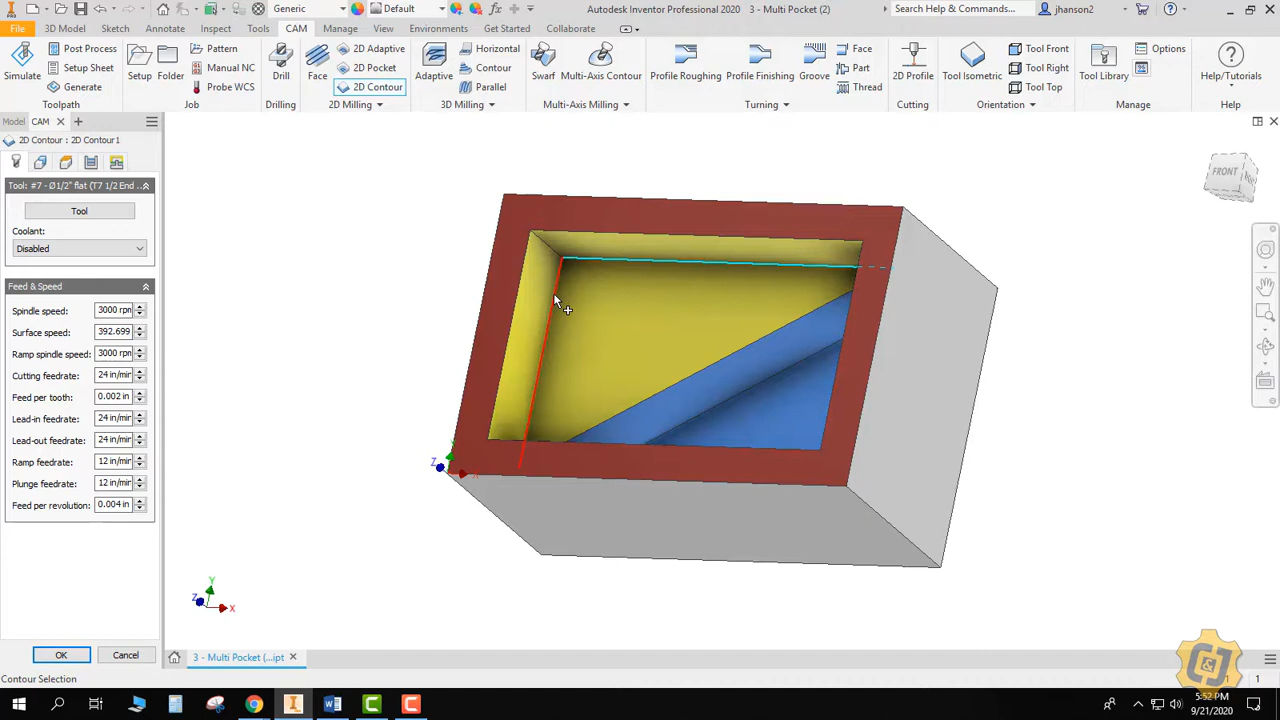 Generic
Default
Autodesk Inventor Professional 2020 3 - Multi Pocket (2)
Search Help & Commands...
jhanson2
File 3D Model Sketch Annotate Inspect Tools CAM Manage View Environments Get Started Collaborate
Simulate
Post Process
Setup Sheet
Generate
Toolpath
Setup
Folder
Pattern
Manual NC
Probe WCS
Job
Drill
Drilling
Face
2D Adaptive
2D Pocket
2D Contour
2D Milling
Adaptive
Horizontal
Contour
Parallel
3D Milling
Swarf
Multi-Axis Contour
Multi-Axis Milling
Profile Roughing
Profile Finishing
Groove
Face
Part
Thread
Turning
2D Profile
Cutting
Tool Isometric
Tool Front
Tool Right
Tool Top
Orientation
Tool Library
Options
Manage
Help/Tutorials
Help
Model CAM
2D Contour : 2D Contour1
Tool: #7 - Ø1/2" flat (T7 1/2 End ...
Tool
Coolant:
Disabled
Feed & Speed
Spindle speed: 3000 rpm
Surface speed: 392.699
Ramp spindle speed: 3000 rpm
Cutting feedrate: 24 in/min
Feed per tooth: 0.002 in
Lead-in feedrate: 24 in/min
Lead-out feedrate: 24 in/min
Ramp feedrate: 12 in/min
Plunge feedrate: 12 in/min
Feed per revolution: 0.004 in
OK Cancel
FRONT
Z
X
Y
Z
X
3 - Multi Pocket (...ipt
Contour Selection
1
5:52 PM
9/21/2020